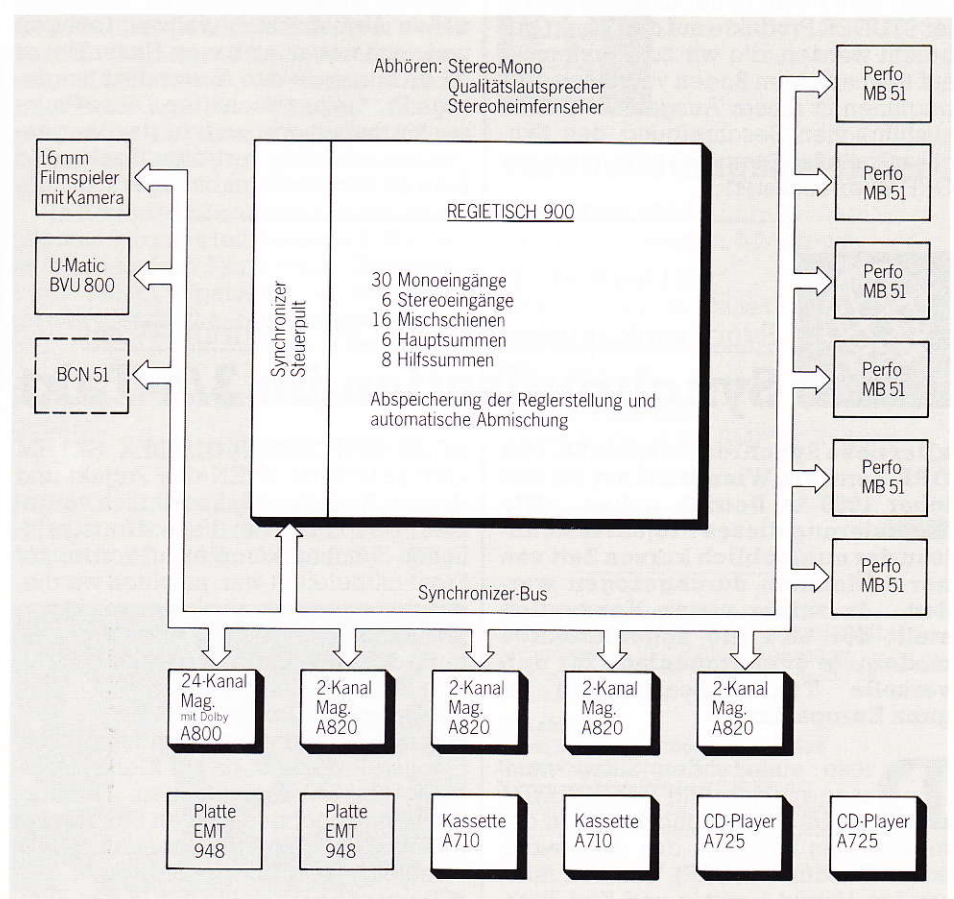 Abhören: Stereo-Mono
Qualitätslautsprecher
Stereoheimfernseher
16 mm
Filmspieler
mit Kamera
U-Matic
BVU 800
BCN 51
Synchronizer
Steuerpult
REGIETISCH 900
30 Monoeingänge
6 Stereoeingänge
16 Mischschienen
6 Hauptsummen
8 Hilfssummen
Abspeicherung der Reglerstellung und
automatische Abmischung
Perfo
MB 51
Perfo
MB 51
Perfo
MB 51
Perfo
MB 51
Perfo
MB 51
Perfo
MB 51
Synchronizer-Bus
24-Kanal
Mag.
mit Dolby
A800
2-Kanal
Mag.
A820
2-Kanal
Mag.
A820
2-Kanal
Mag.
A820
2-Kanal
Mag.
A820
Platte
EMT
948
Platte
EMT
948
Kassette
A710
Kassette
A710
CD-Player
A725
CD-Player
A725